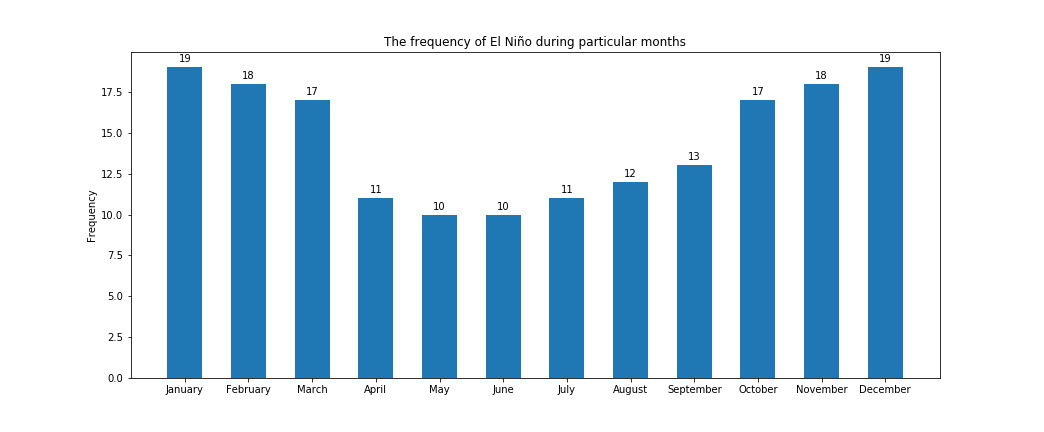 The frequency of El Niño during particular months
19 18 17 11 10 10 11 12 13 17 18 19
Frequency
17.5
15.0
12.5
10.0
7.5
5.0
2.5
0.0
January February March April May June July August September October November December